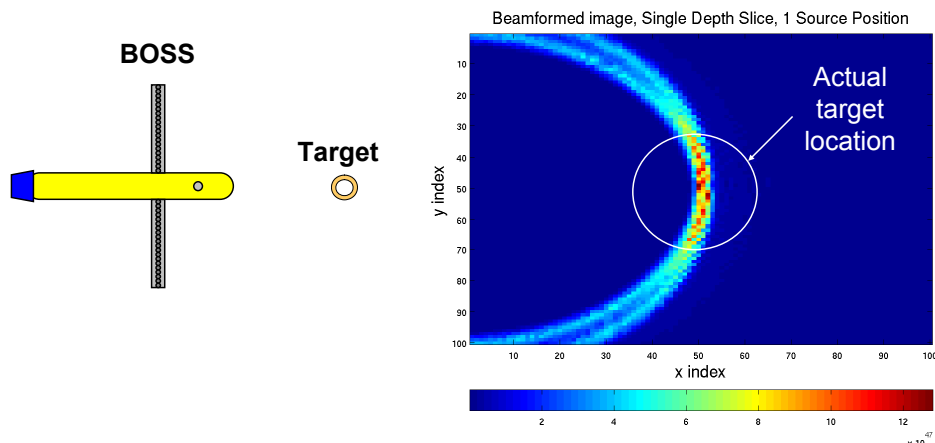 BOSS
Target
Beamformed image, Single Depth Slice, 1 Source Position
Actual
target
location
y index
10
20
30
40
50
60
70
80
90
100
10 20 30 40 50 60 70 80 90 100
x index
2 4 6 8 10 12
47